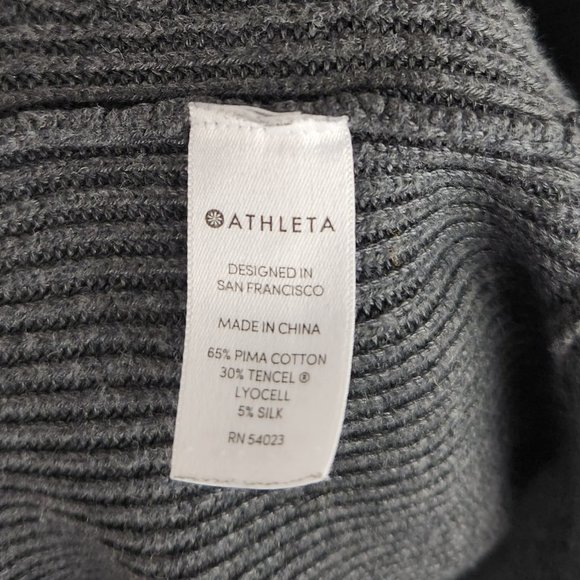 ATHLETA
DESIGNED IN
SAN FRANCISCO
MADE IN CHINA
65% PIMA COTTON
30% TENCEL ®
LYOCELL
5% SILK
RN 54023